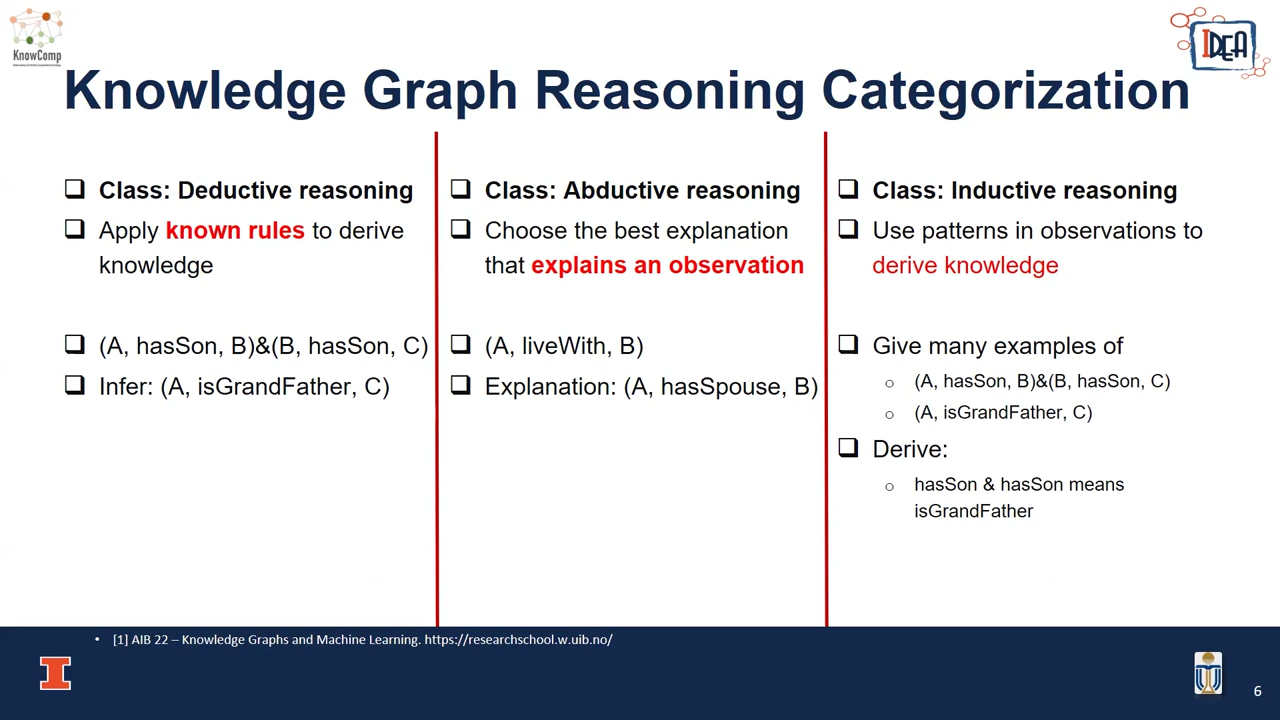 KnowComp
IDEA
Knowledge Graph Reasoning Categorization
❑ Class: Deductive reasoning
❑ Apply known rules to derive
knowledge
❑ (A, hasSon, B)&(B, hasSon, C)
❑ Infer: (A, isGrandFather, C)
❑ Class: Abductive reasoning
❑ Choose the best explanation
that explains an observation
❑ (A, liveWith, B)
❑ Explanation: (A, hasSpouse, B)
❑ Class: Inductive reasoning
❑ Use patterns in observations to
derive knowledge
❑ Give many examples of
○ (A, hasSon, B)&(B, hasSon, C)
○ (A, isGrandFather, C)
❑ Derive:
○ hasSon & hasSon means
isGrandFather
• [1] AIB 22 – Knowledge Graphs and Machine Learning. https://researchschool.w.uib.no/
6